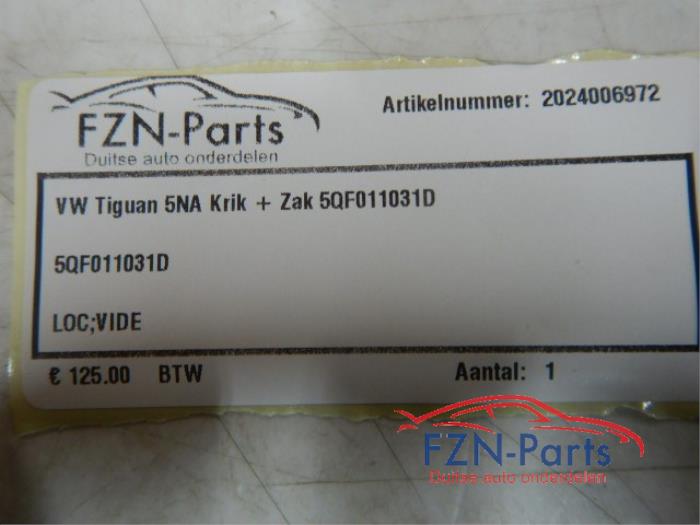 FZN-Parts
Duitse auto onderdelen
Artikelnummer: 2024006972
VW Tiguan 5NA Krik + Zak 5QF011031D
5QF011031D
LOC;VIDE
€ 125.00 BTW
Aantal: 1
FZN-Parts
Duitse auto onderdelen